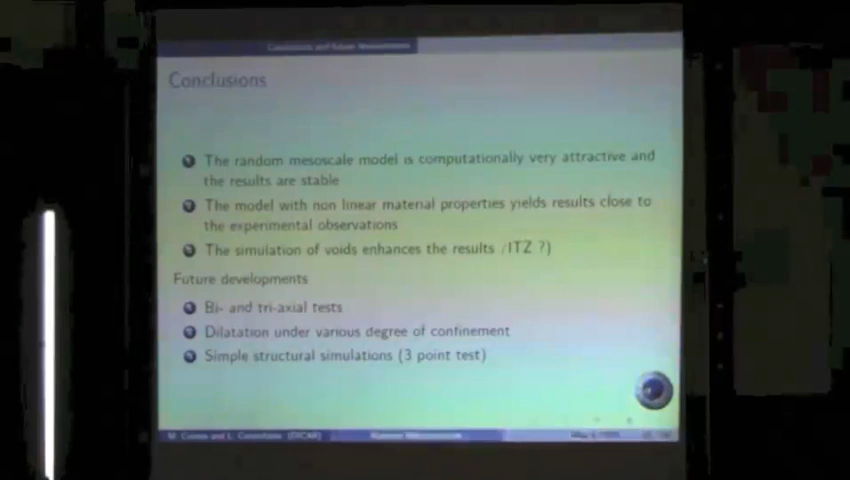 Conclusions
The random mesoscale model is computationally very attractive and
the results are stable
The model with non linear material properties yields results close to
the experimental observations
The simulation of voids enhances the results /ITZ ?)
Future developments
Bi- and tri-axial tests
Dilatation under various degree of confinement
Simple structural simulations (3 point test)